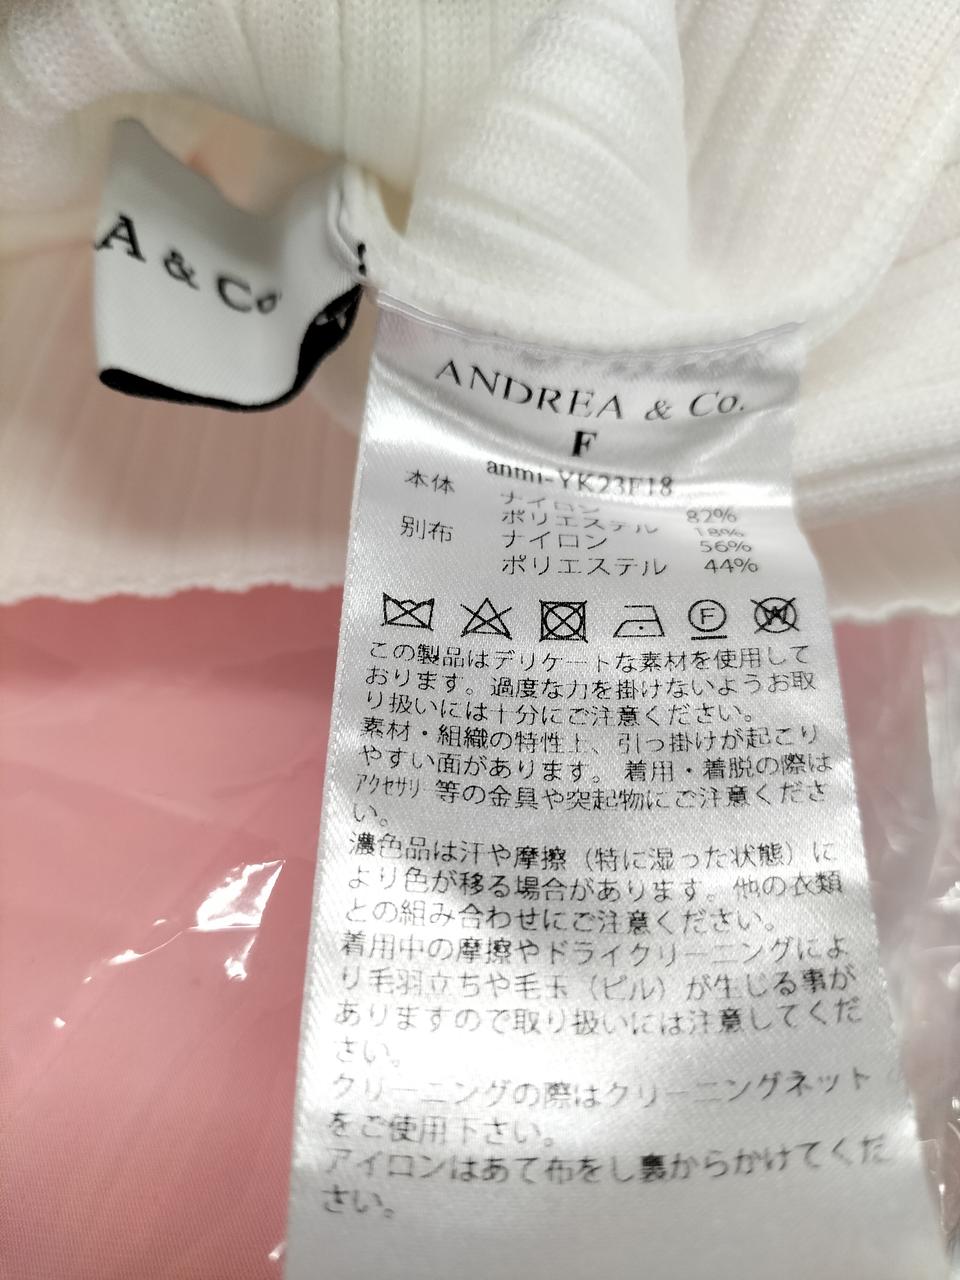 A & Co
ANDREA & Co.
F
anmi-YK23F18
本体 ナイロン 82%
ポリエステル 18%
別布 ナイロン 56%
ポリエステル 44%
F
W
この製品はデリケートな素材を使用して
おります。過度な力を掛けないようお取
り扱いには十分にご注意ください。
素材・組織の特性上、引っ掛けが起こり
やすい面があります。着用・着脱の際は
アクセサリー等の金具や突起物にご注意くださ
い。
濃色品は汗や摩擦（特に湿った状態）に
より色が移る場合があります。他の衣類
との組み合わせにご注意ください。
着用中の摩擦やドライクリーニングによ
り毛羽立ちや毛玉（ピル）が生じる事が
ありますので取り扱いには注意してくだ
さい。
クリーニングの際はクリーニングネット
をご使用下さい。
アイロンはあて布をし裏からかけてくだ
さい。